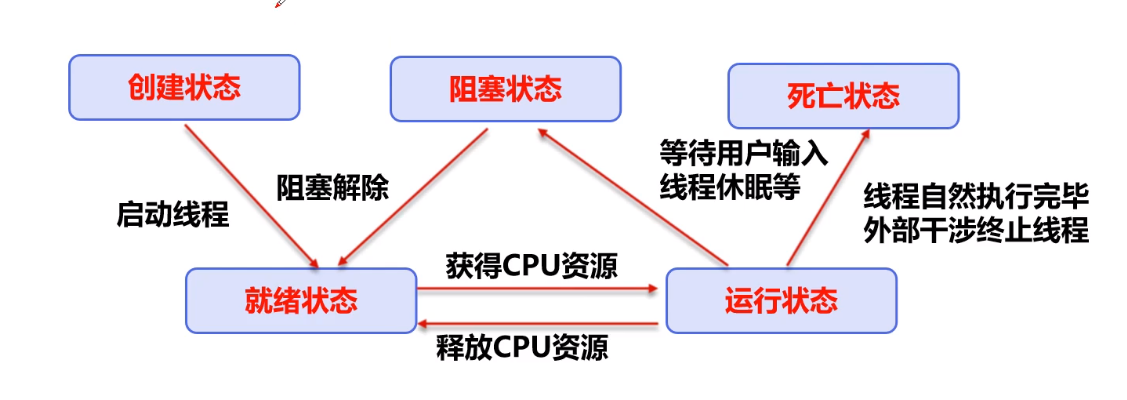 创建状态
阻塞状态
死亡状态
等待用户输入
线程休眠等
阻塞解除
线程自然执行完毕
外部干涉终止线程
启动线程
获得CPU资源
就绪状态
运行状态
释放CPU资源